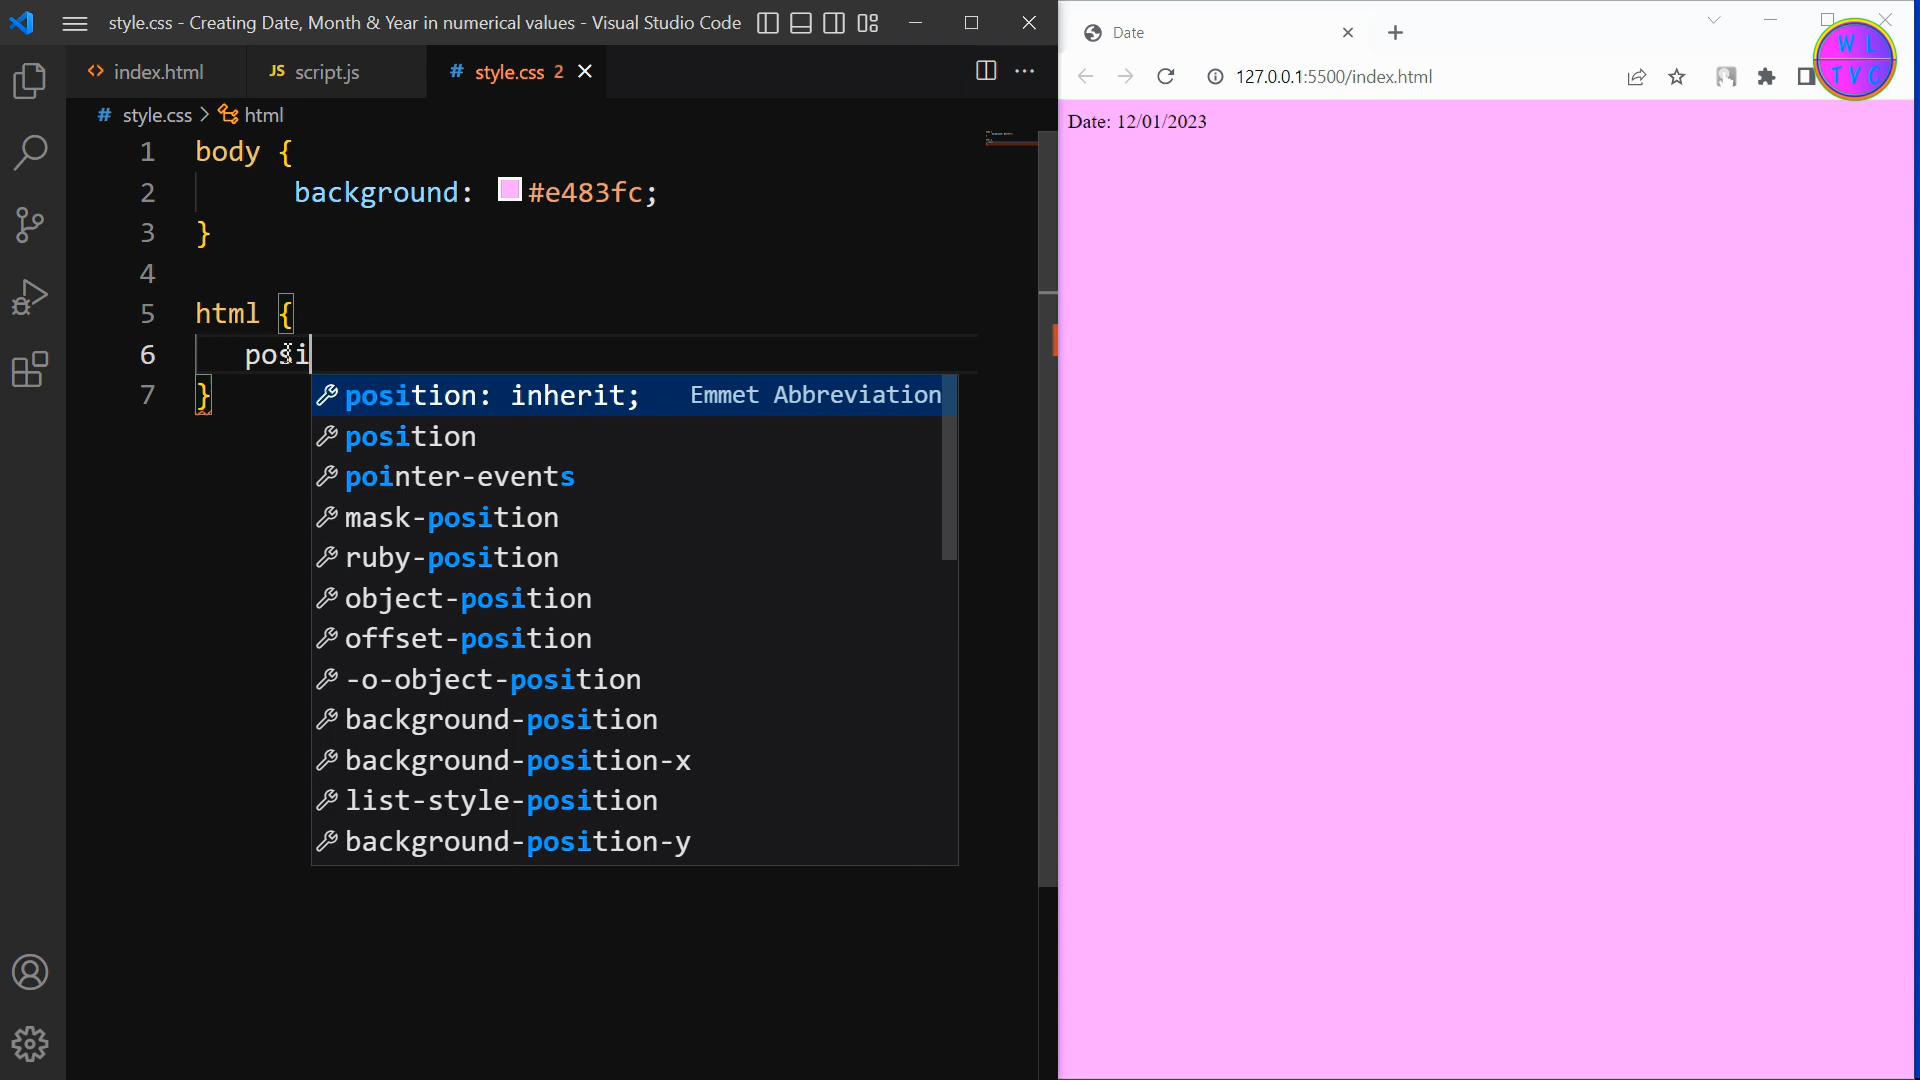 style.css - Creating Date, Month & Year in numerical values - Visual Studio Code
index.html
JS script.js
# style.css 2
# style.css > html
1 body {
2 background: #e483fc;
3 }
4
5 html {
6 posi
7 }
position: inherit; Emmet Abbreviation
position
pointer-events
mask-position
ruby-position
object-position
offset-position
-o-object-position
background-position
background-position-x
list-style-position
background-position-y
Date
127.0.0.1:5500/index.html
W L
T V C
Date: 12/01/2023